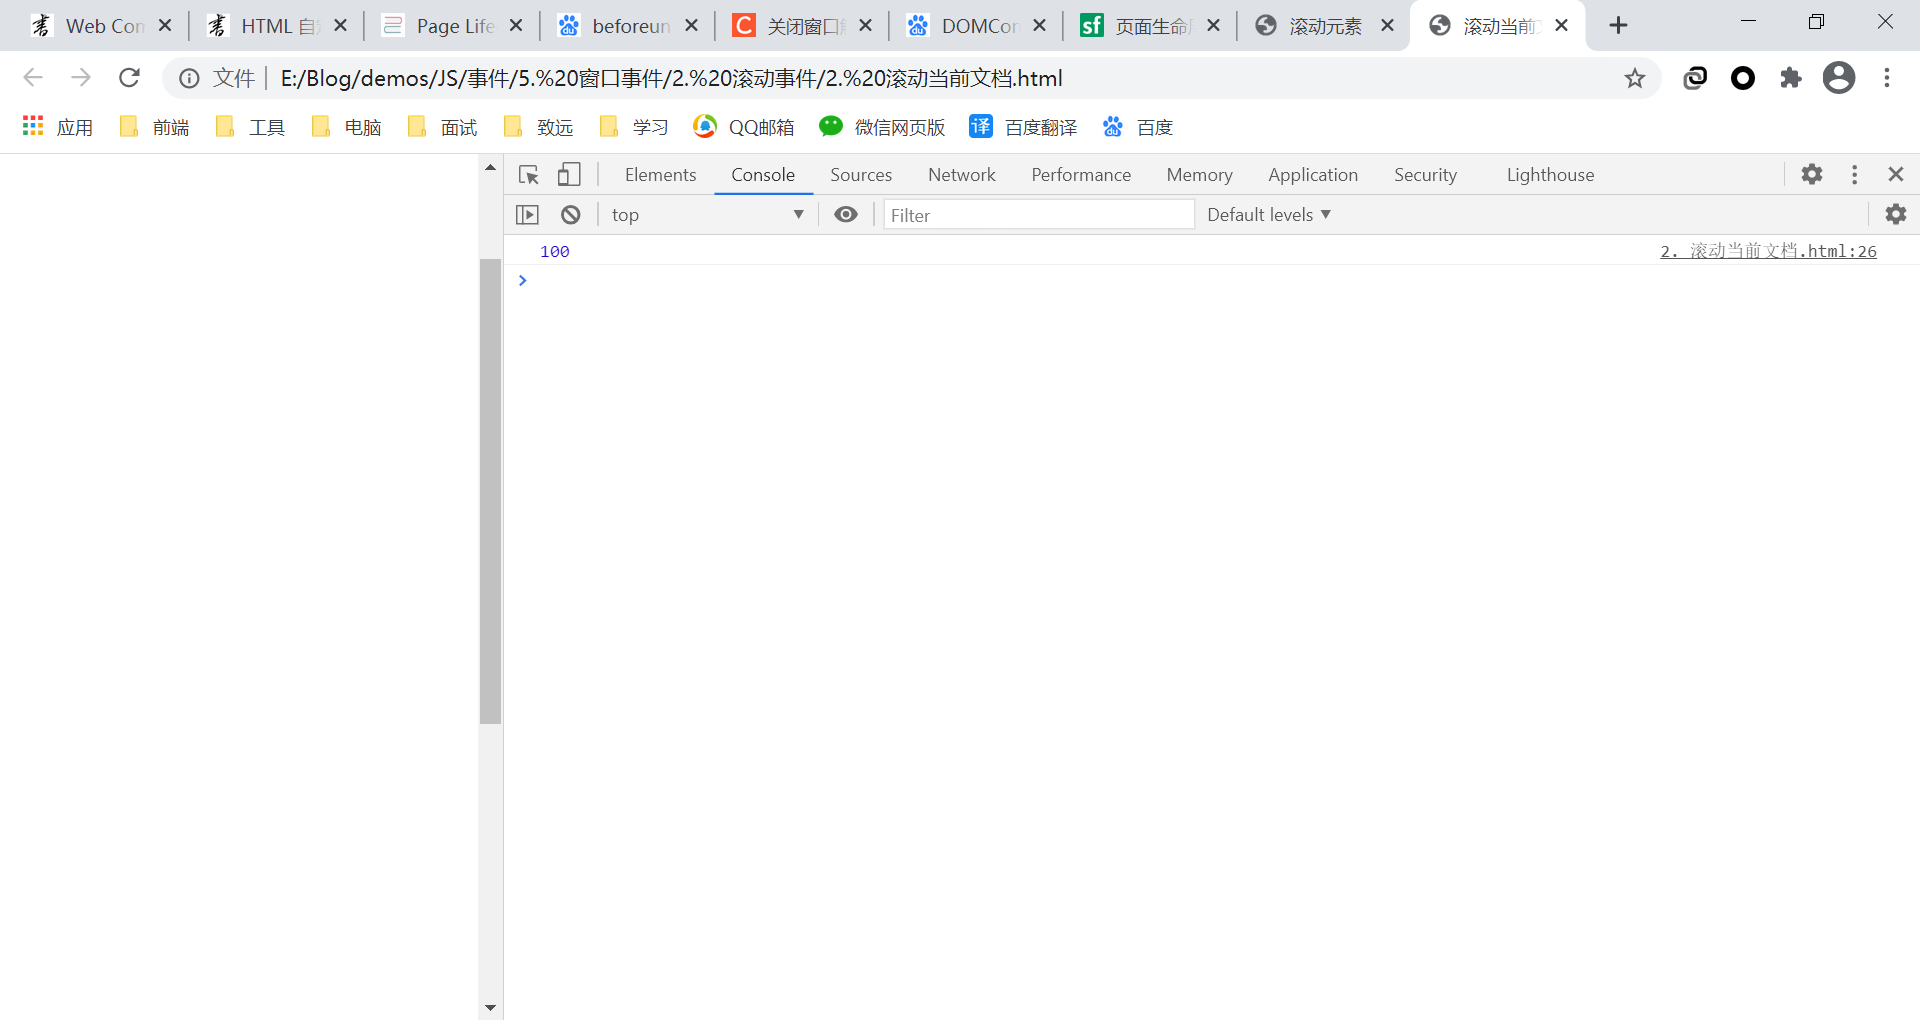 Web Com
HTML 自定
Page Life
beforeun
关闭窗口
DOMCon
页面生命
滚动元素
滚动当前文
文件 E:/Blog/demos/JS/事件/5.%20窗口事件/2.%20滚动事件/2.%20滚动当前文档.html
应用 前端 工具 电脑 面试 致远 学习 QQ邮箱 微信网页版 译 百度翻译 百度
Elements Console Sources Network Performance Memory Application Security Lighthouse
top Filter Default levels
100 2. 滚动当前文档.html:26